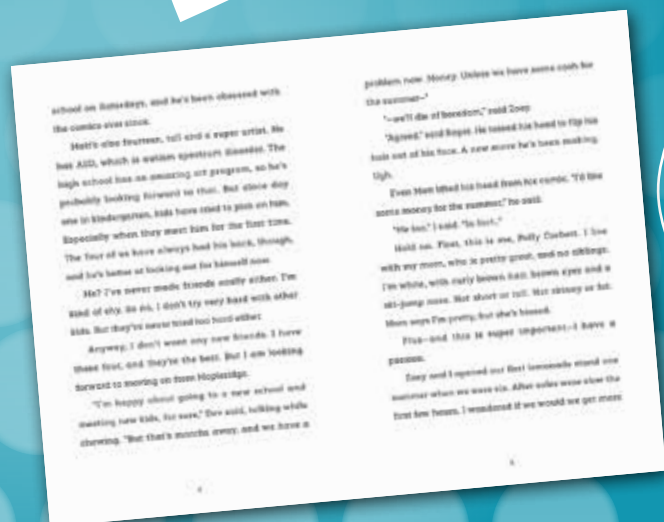 school on Saturdays, and he's been obsessed with
the comics ever since.
Matt's also fourteen, tall and a super artist. He
has ASD, which is autism spectrum disorder. The
high school has an amazing art program, so he's
probably looking forward to that. But since day
one in kindergarten, kids have tried to pick on him.
Especially when they meet him for the first time.
The four of us have always had his back, though,
and he's better at looking out for himself now.
Me? I've never made friends easily either. I'm
kind of shy. So no, I don't try very hard with other
kids. But they've never tried too hard either.
Anyway, I don't want any new friends. I have
these four, and they're the best. But I am looking
forward to moving on from Mapleridge.
"I'm happy about going to a new school and
meeting new kids, for sure," Dev said, talking while
chewing. "But that's months away, and we have a
problem now. Money. Unless we have some cash for
the summer—"
"—we'll die of boredom," said Zoey.
"Agreed," said Roger. He tossed his head to flip his
hair out of his face. A new move he's been making.
Ugh.
Even Matt lifted his head from his comic. "I'd like
some money for the summer," he said.
"Me too," I said. "In fact,"
Hold on. First, this is me, Polly Corbett. I live
with my mom, who is pretty great, and no siblings.
I'm white, with curly brown hair, brown eyes and a
ski-jump nose. Not short or tall. Not skinny or fat.
Mom says I'm pretty, but she's biased.
Plus—and this is super important—I have a
passion.
Zoey and I opened our first lemonade stand one
summer when we were six. After sales were slow the
first few hours, I wondered if we would we get more